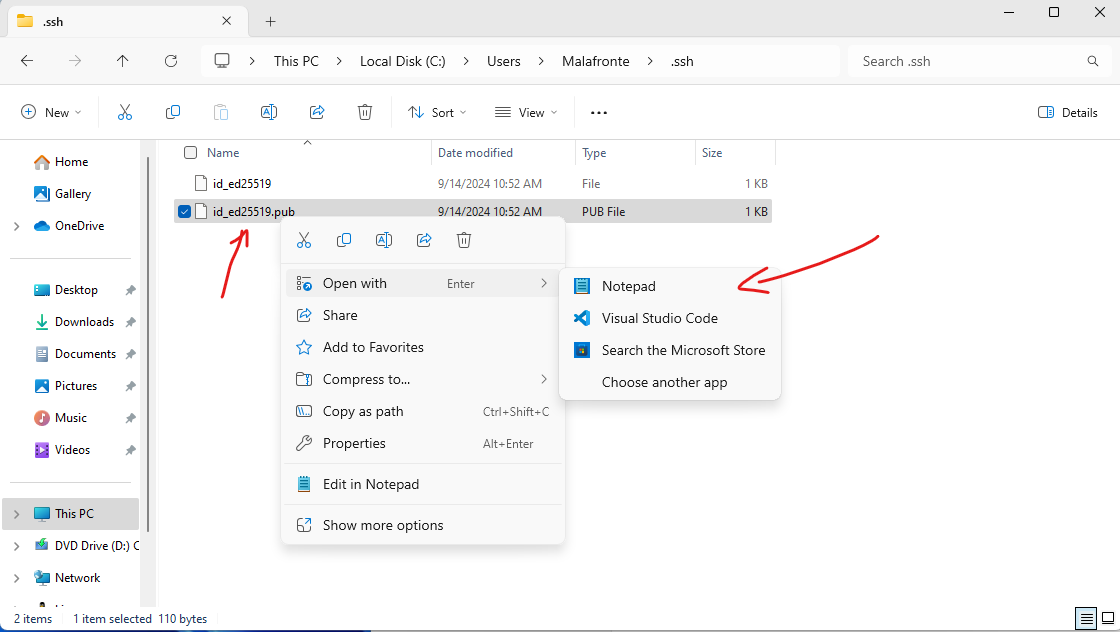 .ssh
This PC
Local Disk (C:)
Users
Malafronte
.ssh
Search .ssh
New
Sort
View
Details
Name
Date modified
Type
Size
id_ed25519
9/14/2024 10:52 AM
File
1 KB
id_ed25519.pub
9/14/2024 10:52 AM
PUB File
1 KB
Home
Gallery
OneDrive
Desktop
Downloads
Documents
Pictures
Music
Videos
This PC
DVD Drive (D:) C
Network
Open with Enter
Share
Add to Favorites
Compress to...
Copy as path Ctrl+Shift+C
Properties Alt+Enter
Edit in Notepad
Show more options
Notepad
Visual Studio Code
Search the Microsoft Store
Choose another app
2 items
1 item selected 110 bytes